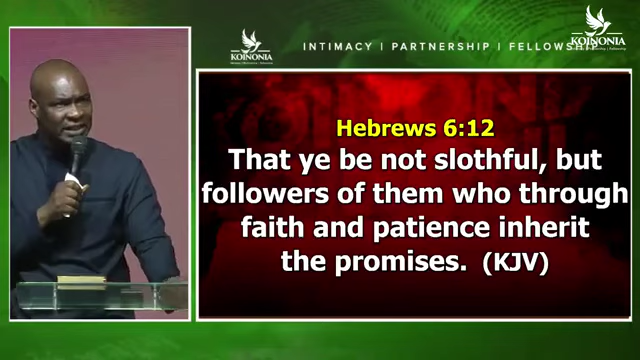 KOINONIA
INTIMACY | PARTNERSHIP | FELLOWSHIP
KOINONIA
Hebrews 6:12
That ye be not slothful, but
followers of them who through
faith and patience inherit
the promises. (KJV)